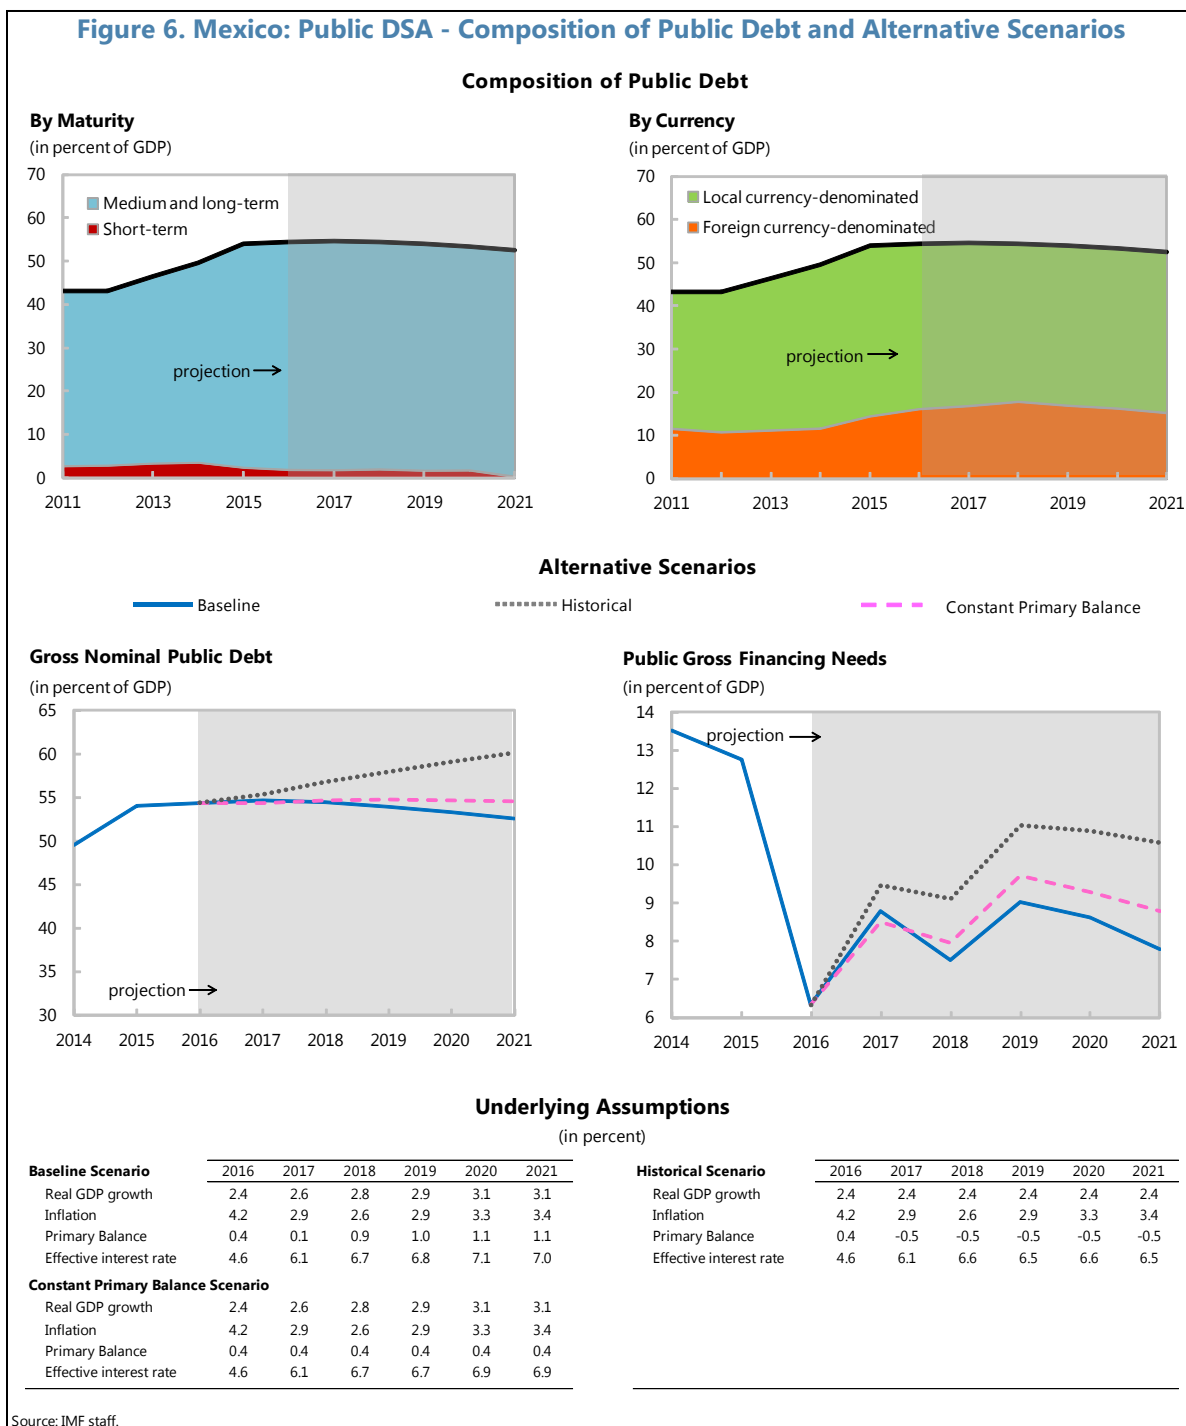 Figure 6. Mexico: Public DSA - Composition of Public Debt and Alternative Scenarios
Composition of Public Debt
By Maturity
(in percent of GDP)
70
60
50
40
30
20
10
0
Medium and long-term
Short-term
projection
2011 2013 2015 2017 2019 2021
By Currency
(in percent of GDP)
70
60
50
40
30
20
10
0
Local currency-denominated
Foreign currency-denominated
projection
2011 2013 2015 2017 2019 2021
Alternative Scenarios
Baseline Historical Constant Primary Balance
Gross Nominal Public Debt
(in percent of GDP)
65
60
55
50
45
40
35
30
projection
2014 2015 2016 2017 2018 2019 2020 2021
Public Gross Financing Needs
(in percent of GDP)
14
13
12
11
10
9
8
7
6
projection
2014 2015 2016 2017 2018 2019 2020 2021
Underlying Assumptions
(in percent)
Baseline Scenario 2016 2017 2018 2019 2020 2021
Real GDP growth 2.4 2.6 2.8 2.9 3.1 3.1
Inflation 4.2 2.9 2.6 2.9 3.3 3.4
Primary Balance 0.4 0.1 0.9 1.0 1.1 1.1
Effective interest rate 4.6 6.1 6.7 6.8 7.1 7.0
Constant Primary Balance Scenario
Real GDP growth 2.4 2.6 2.8 2.9 3.1 3.1
Inflation 4.2 2.9 2.6 2.9 3.3 3.4
Primary Balance 0.4 0.4 0.4 0.4 0.4 0.4
Effective interest rate 4.6 6.1 6.7 6.7 6.9 6.9
Historical Scenario 2016 2017 2018 2019 2020 2021
Real GDP growth 2.4 2.4 2.4 2.4 2.4 2.4
Inflation 4.2 2.9 2.6 2.9 3.3 3.4
Primary Balance 0.4 -0.5 -0.5 -0.5 -0.5 -0.5
Effective interest rate 4.6 6.1 6.6 6.5 6.6 6.5
Source: IMF staff.